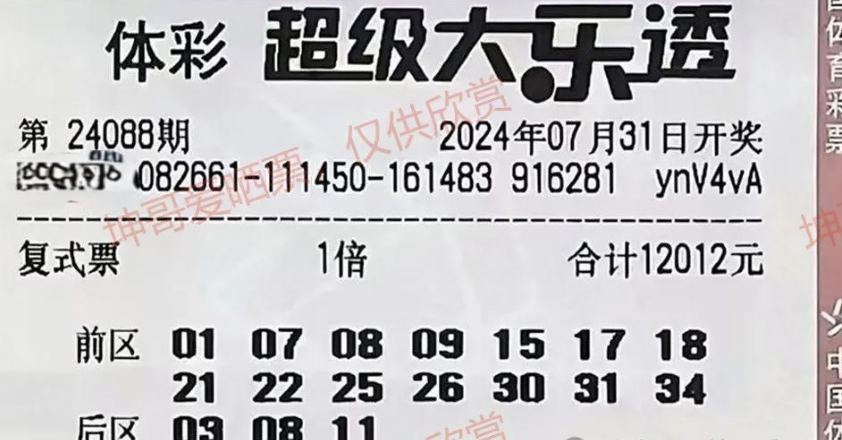 体彩 超级大乐透
第 24088期 2024年07月31日开奖
082661-111450-161483 916281 ynV4vA
复式票 1倍 合计12012元
前区 01 07 08 09 15 17 18
21 22 25 26 30 31 34
后区 03 08 11
坤哥爱晒票 仅供欣赏
仅供欣赏
坤
国体育彩票
中国体